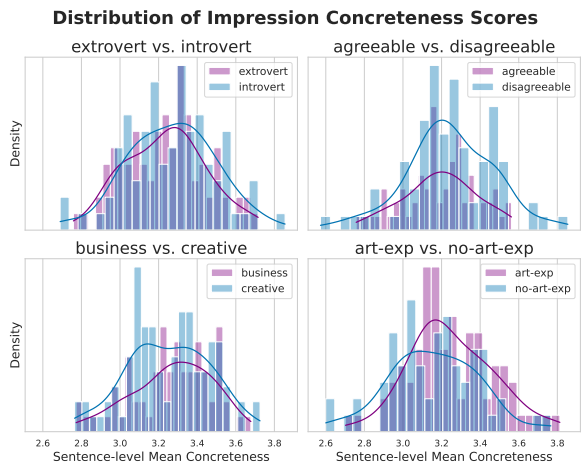 Distribution of Impression Concreteness Scores
extrovert vs. introvert
agreeable vs. disagreeable
extrovert
introvert
agreeable
disagreeable
Density
business vs. creative
art-exp vs. no-art-exp
business
creative
art-exp
no-art-exp
Density
2.6 2.8 3.0 3.2 3.4 3.6 3.8
2.6 2.8 3.0 3.2 3.4 3.6 3.8
Sentence-level Mean Concreteness
Sentence-level Mean Concreteness